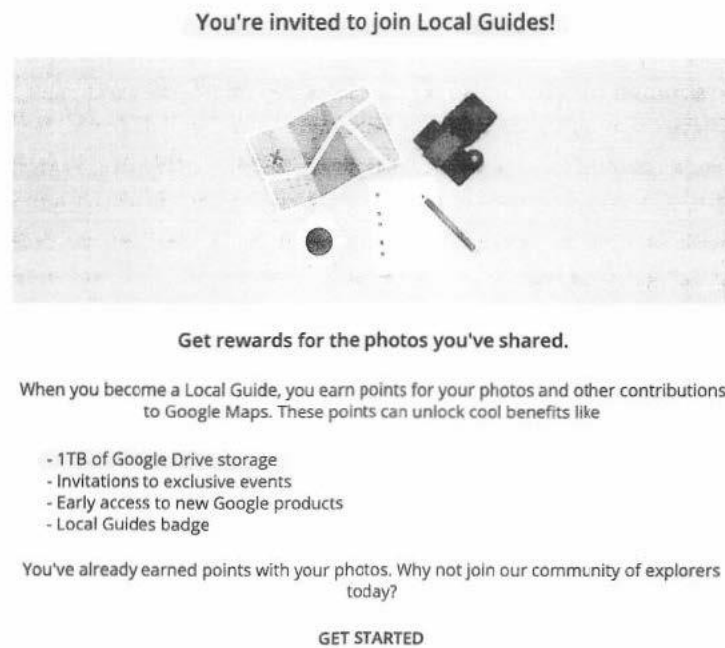 You're invited to join Local Guides!
Get rewards for the photos you've shared.
When you become a Local Guide, you earn points for your photos and other contributions
to Google Maps. These points can unlock cool benefits like
- 1TB of Google Drive storage
- Invitations to exclusive events
- Early access to new Google products
- Local Guides badge
You've already earned points with your photos. Why not join our community of explorers
today?
GET STARTED